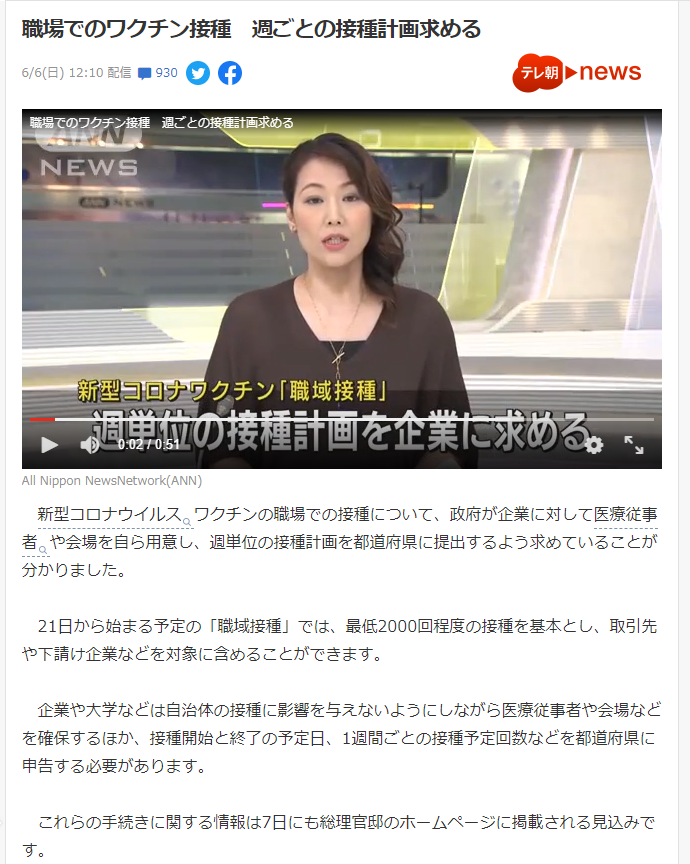 職場でのワクチン接種　週ごとの接種計画求める
6/6(日) 12:10 配信 930
テレ朝 news
職場でのワクチン接種　週ごとの接種計画求める
ANN
NEWS
ANN NEWS
新型コロナワクチン「職域接種」
週単位の接種計画を企業に求める
0:02 / 0:51
All Nippon NewsNetwork(ANN)
新型コロナウイルスワクチンの職場での接種について、政府が企業に対して医療従事
者や会場を自ら用意し、週単位の接種計画を都道府県に提出するよう求めていることが
分かりました。
21日から始まる予定の「職域接種」では、最低2000回程度の接種を基本とし、取引先
や下請け企業などを対象に含めることができます。
企業や大学などは自治体の接種に影響を与えないようにしながら医療従事者や会場など
を確保するほか、接種開始と終了の予定日、1週間ごとの接種予定回数などを都道府県に
申告する必要があります。
これらの手続きに関する情報は7日にも総理官邸のホームページに掲載される見込みで
す。